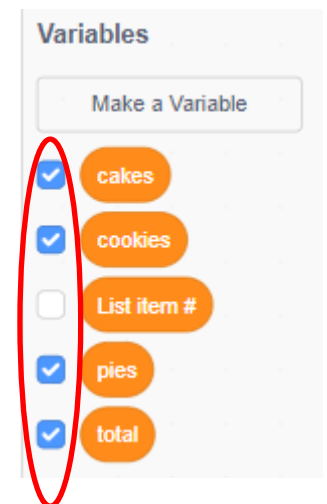 Variables
Make a Variable
cakes
cookies
List item #
pies
total